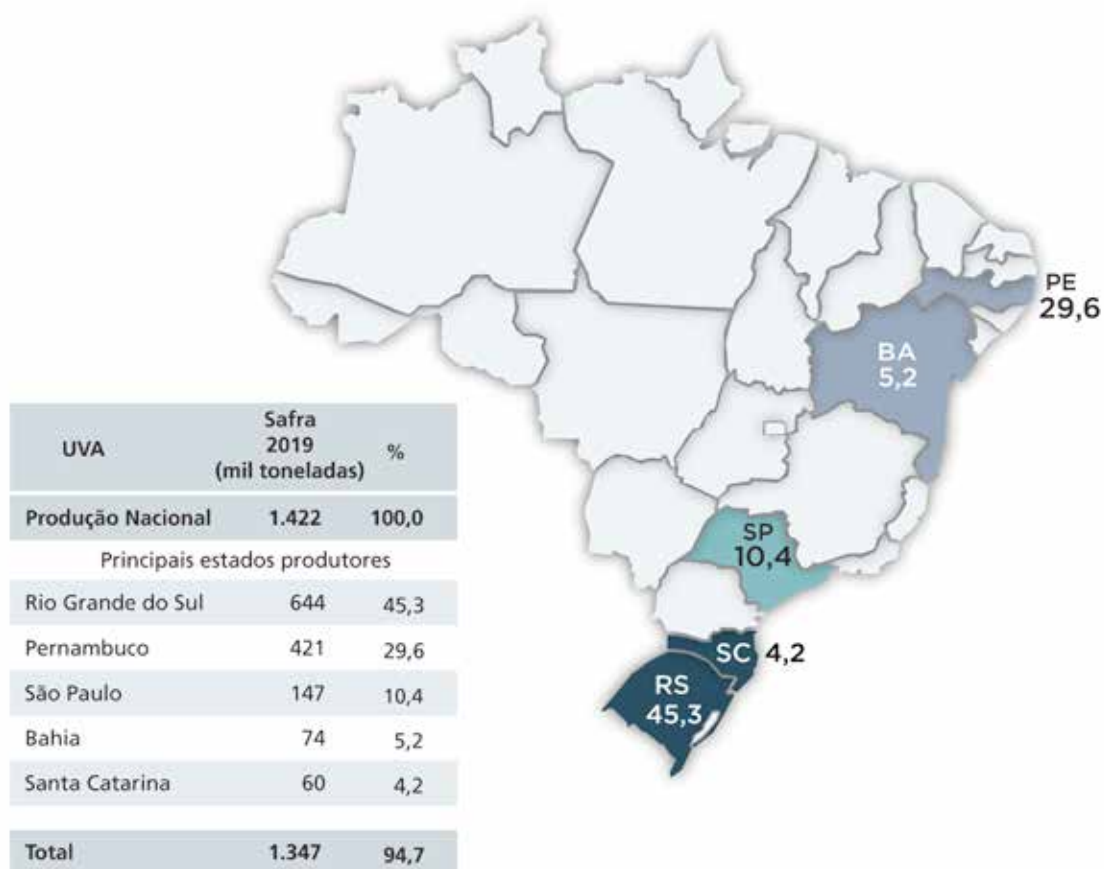 PE
29,6
BA
5,2
SP
10,4
SC 4,2
RS
45,3
UVA
Safra
2019
(mil toneladas)
%
Produção Nacional 1.422 100,0
Principais estados produtores
Rio Grande do Sul 644 45,3
Pernambuco 421 29,6
São Paulo 147 10,4
Bahia 74 5,2
Santa Catarina 60 4,2
Total 1.347 94,7